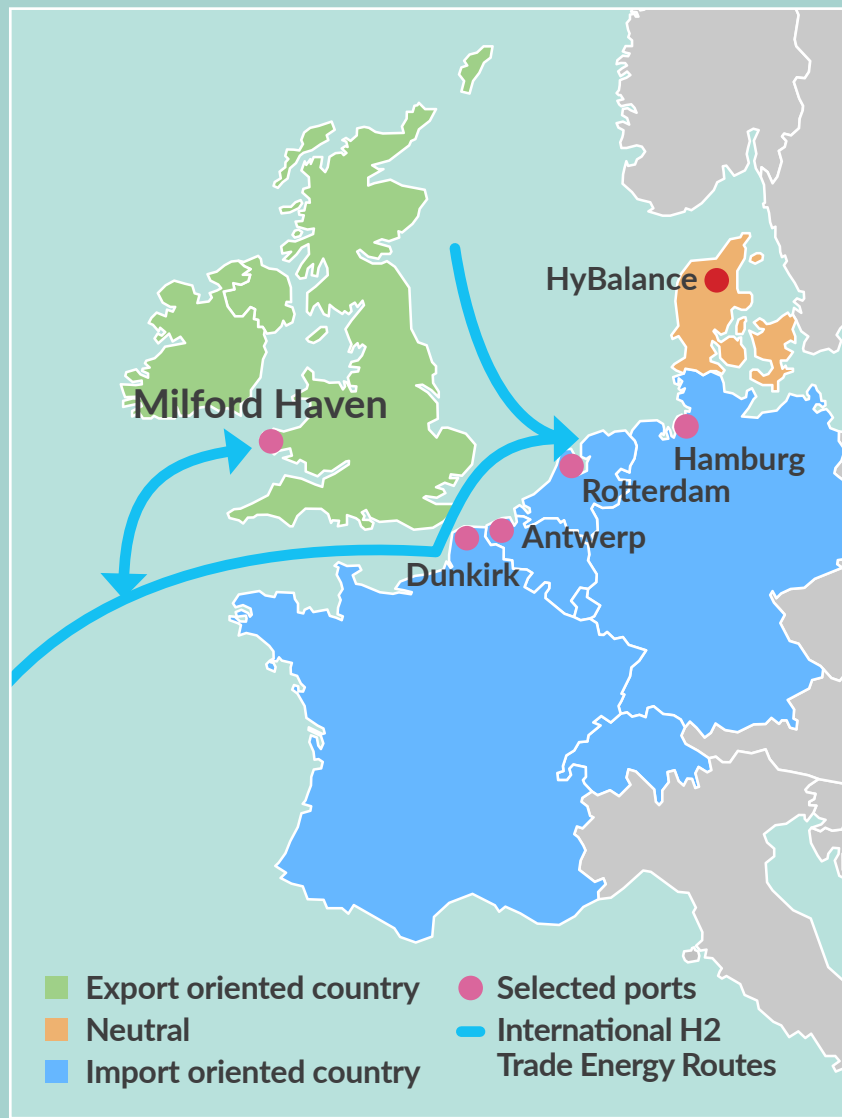 HyBalance
Milford Haven
Hamburg
Rotterdam
Antwerp
Dunkirk
Export oriented country
Neutral
Import oriented country
Selected ports
International H2
Trade Energy Routes